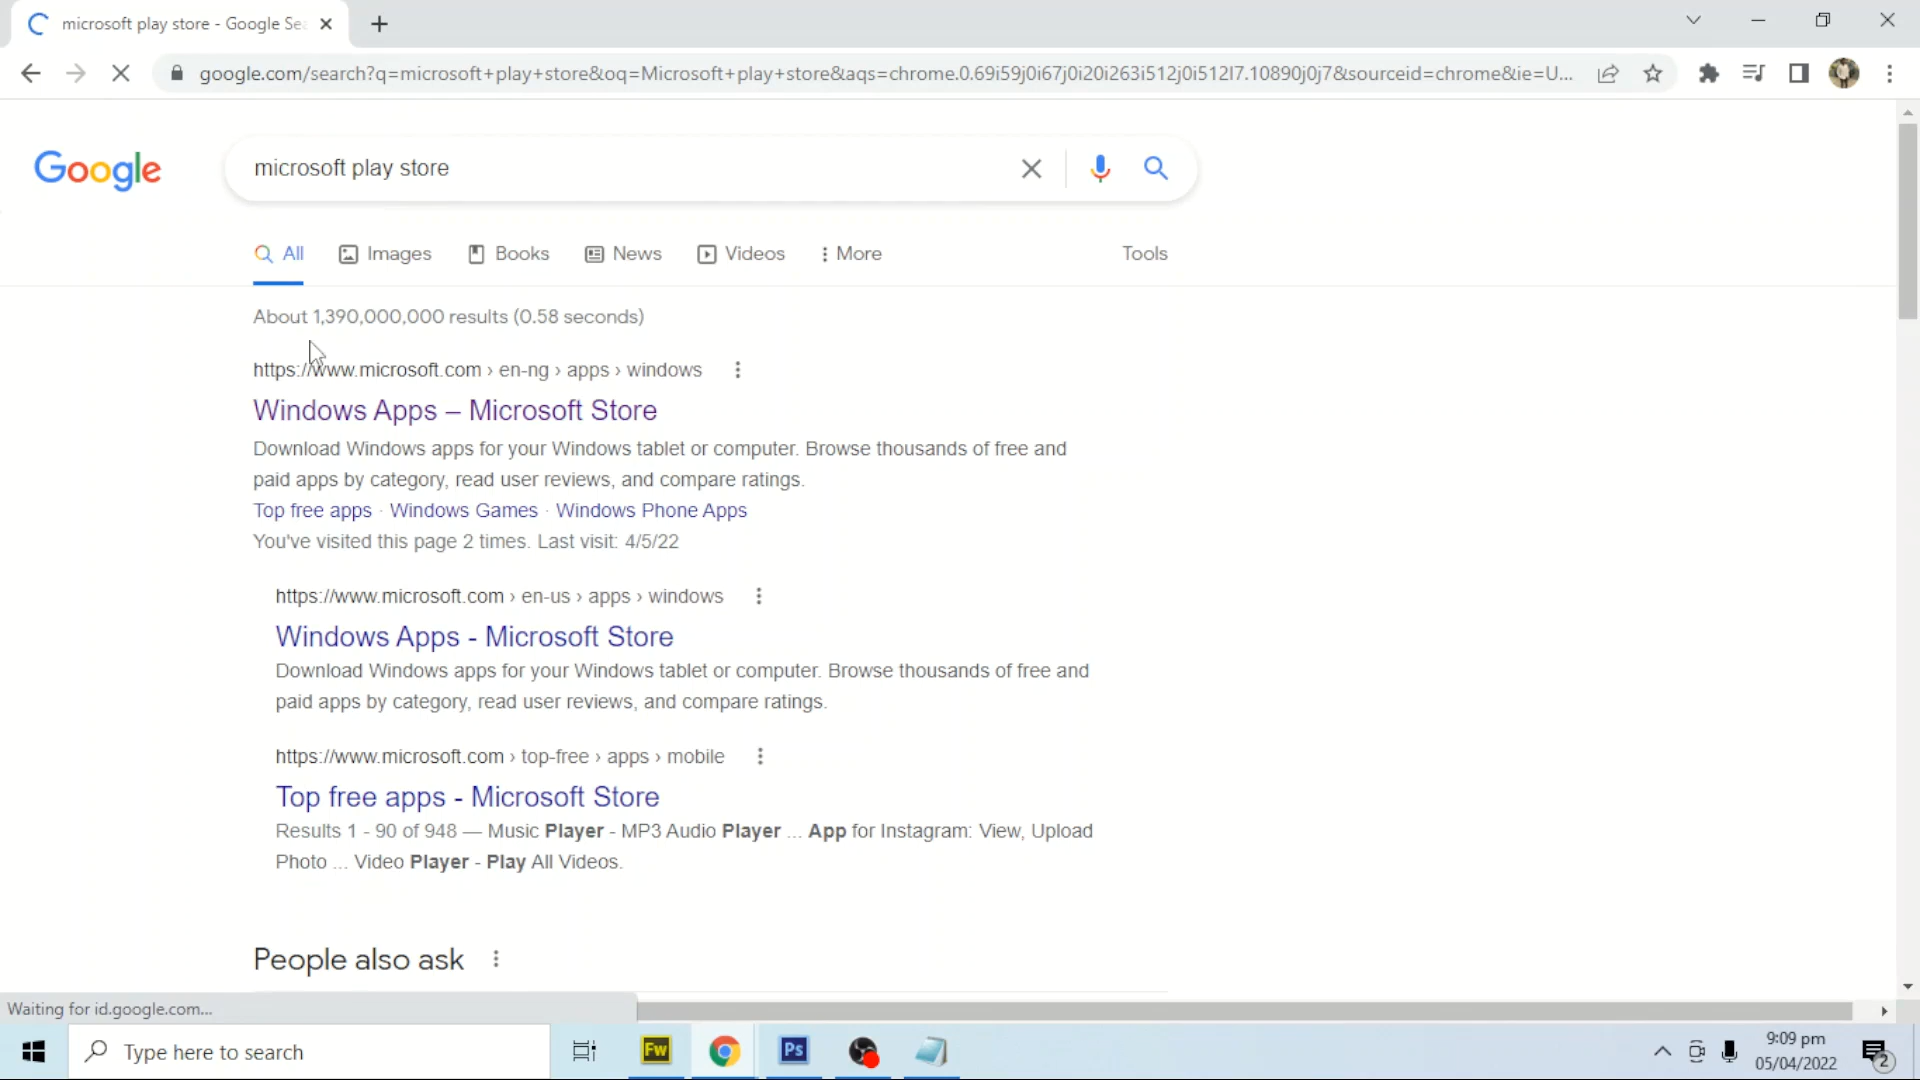 microsoft play store - Google Sea
google.com/search?q=microsoft+play+store&oq=Microsoft+play+store&aqs=chrome.0.69i59j0i67j0i20i263i512j0i512l7.10890j0j7&sourceid=chrome&ie=U...
Google
microsoft play store
All Images Books News Videos More Tools
About 1,390,000,000 results (0.58 seconds)
https://www.microsoft.com › en-ng › apps › windows
Windows Apps – Microsoft Store
Download Windows apps for your Windows tablet or computer. Browse thousands of free and
paid apps by category, read user reviews, and compare ratings.
Top free apps · Windows Games · Windows Phone Apps
You've visited this page 2 times. Last visit: 4/5/22
https://www.microsoft.com › en-us › apps › windows
Windows Apps - Microsoft Store
Download Windows apps for your Windows tablet or computer. Browse thousands of free and
paid apps by category, read user reviews, and compare ratings.
https://www.microsoft.com › top-free › apps › mobile
Top free apps - Microsoft Store
Results 1 - 90 of 948 — Music Player - MP3 Audio Player ... App for Instagram: View, Upload
Photo ... Video Player - Play All Videos.
People also ask
Waiting for id.google.com...
Type here to search
Fw
Ps
9:09 pm
05/04/2022
2